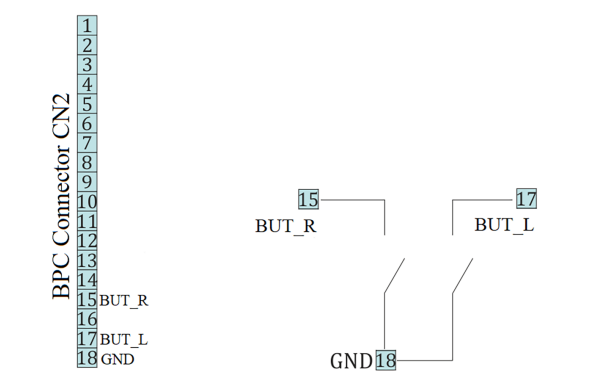 BPC Connector CN2
1
2
3
4
5
6
7
8
9
10
11
12
13
14
15 BUT_R
16
17 BUT_L
18 GND
15
BUT_R
17
BUT_L
GND 18